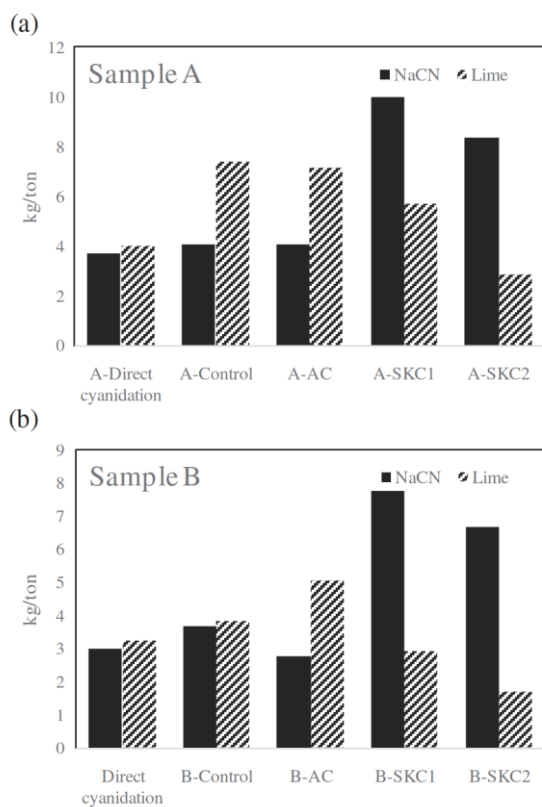 (a)
12
Sample A
NaCN Lime
10
8
kg/ton
6
4
2
0
A-Direct cyanidation A-Control A-AC A-SKC1 A-SKC2
(b)
9
Sample B
NaCN Lime
8
7
6
kg/ton
5
4
3
2
1
0
Direct cyanidation B-Control B-AC B-SKC1 B-SKC2